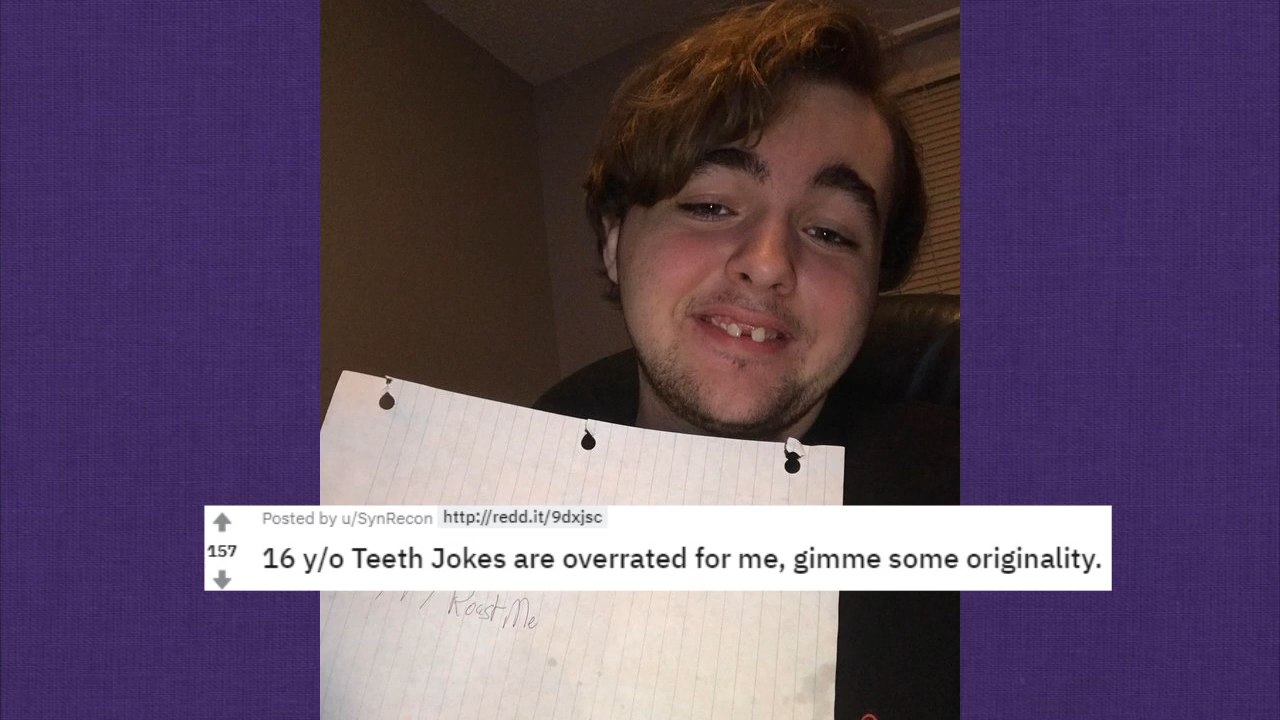 Posted by u/SynRecon http://redd.it/9dxjsc
157
16 y/o Teeth Jokes are overrated for me, gimme some originality.
Roast Me